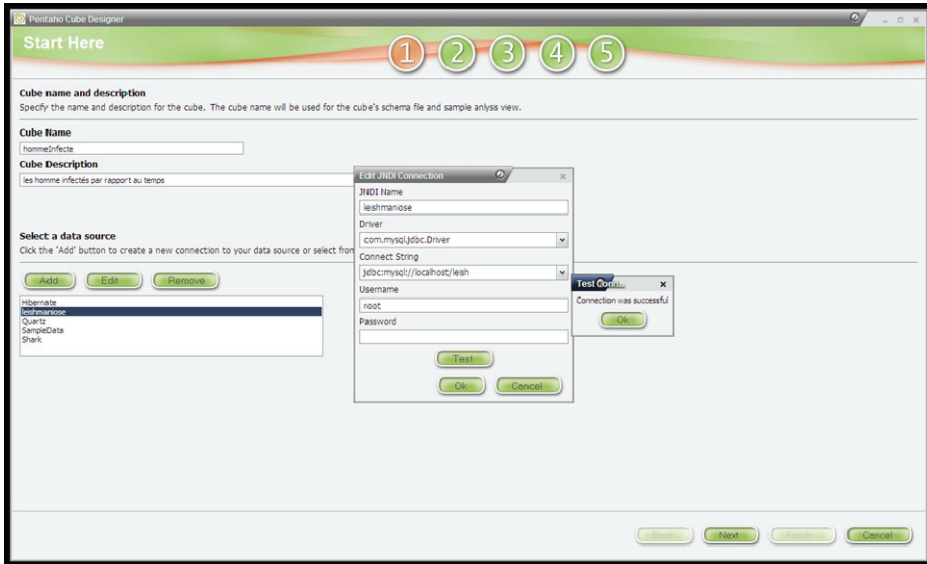 Pentaho Cube Designer
Start Here
1 2 3 4 5
Cube name and description
Specify the name and description for the cube. The cube name will be used for the cube's schema file and sample anlysis view.
Cube Name
hommeInfecte
Cube Description
les homme infectés par rapport au temps
Select a data source
Click the 'Add' button to create a new connection to your data source or select from
Add Edit Remove
Hibernate
leishmaniose
Quartz
SampleData
Shark
Edit JNDI Connection
JNDI Name
leishmaniose
Driver
com.mysql.jdbc.Driver
Connect String
jdbc:mysql://localhost/leish
Username
root
Password
Test
Ok Cancel
Test Conn...
Connection was successful
Ok
Back Next Finish Cancel